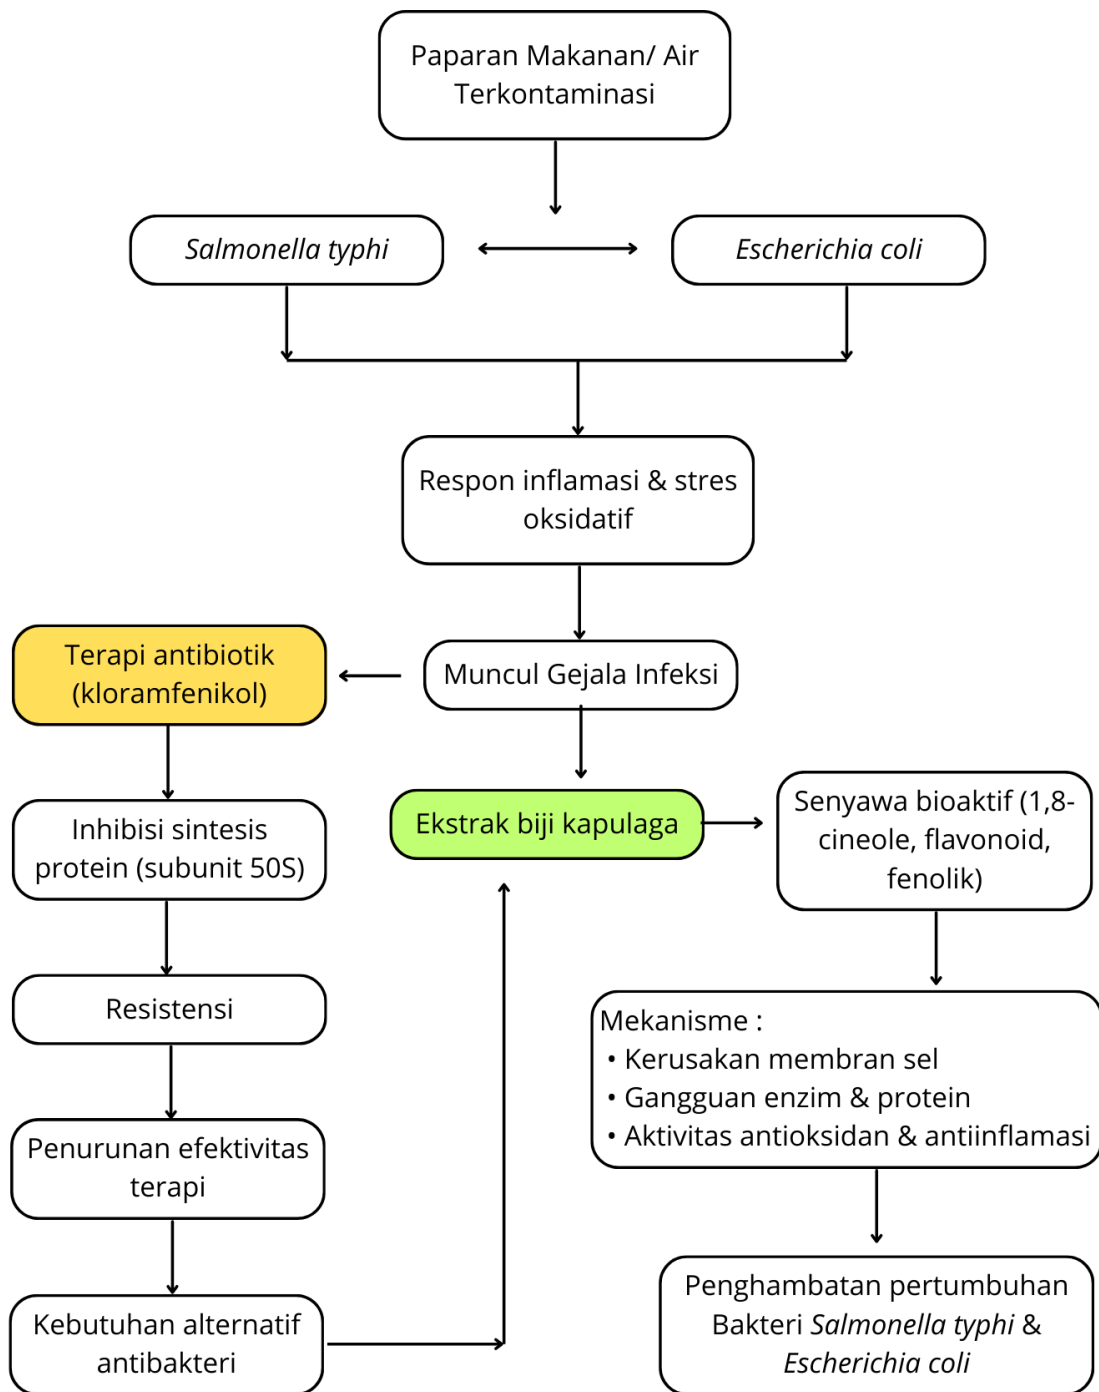 Paparan Makanan/ Air
Terkontaminasi
Salmonella typhi
Escherichia coli
Respon inflamasi & stres
oksidatif
Terapi antibiotik
(kloramfenikol)
Muncul Gejala Infeksi
Inhibisi sintesis
protein (subunit 50S)
Ekstrak biji kapulaga
Senyawa bioaktif (1,8-
cineole, flavonoid,
fenolik)
Resistensi
Mekanisme :
• Kerusakan membran sel
• Gangguan enzim & protein
• Aktivitas antioksidan & antiinflamasi
Penurunan efektivitas
terapi
Kebutuhan alternatif
antibakteri
Penghambatan pertumbuhan
Bakteri Salmonella typhi &
Escherichia coli